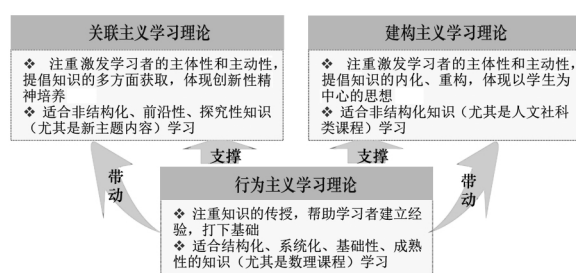 关联主义学习理论
❖ 注重激发学习者的主体性和主动性，
提倡知识的多方面获取，体现创新性精
神培养
❖ 适合非结构化、前沿性、探究性知识
（尤其是新主题内容）学习
建构主义学习理论
❖ 注重激发学习者的主体性和主动性，
提倡知识的内化、重构，体现以学生为
中心的思想
❖ 适合非结构化知识（尤其是人文社科
类课程）学习
带动
支撑
支撑
带动
行为主义学习理论
❖ 注重知识的传授，帮助学习者建立经
验，打下基础
❖ 适合结构化、系统化、基础性、成熟
性的知识（尤其是数理课程）学习